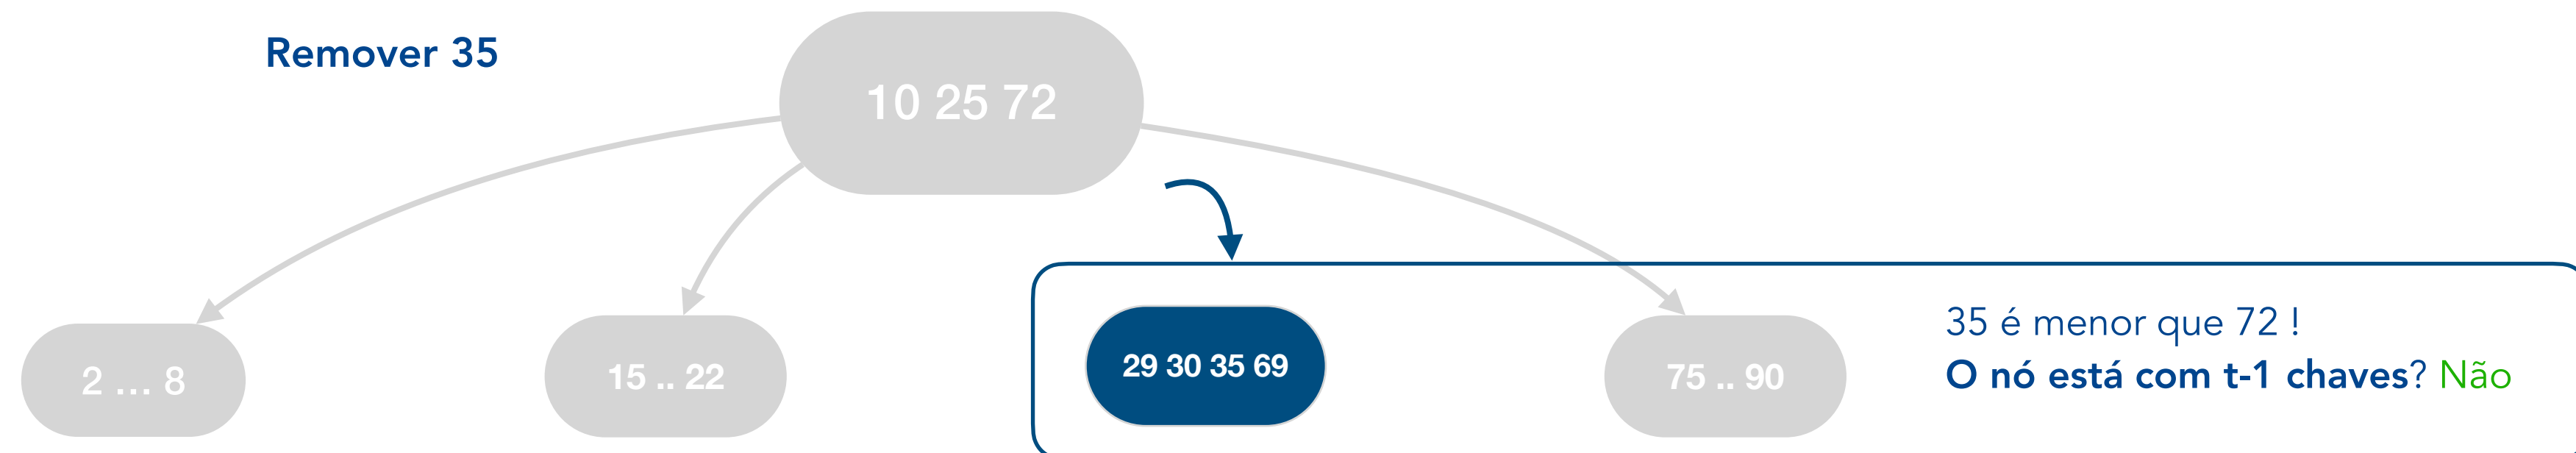 Remover 35
10 25 72
2 ... 8
15 .. 22
29 30 35 69
75 .. 90
35 é menor que 72 !
O nó está com t-1 chaves? Não